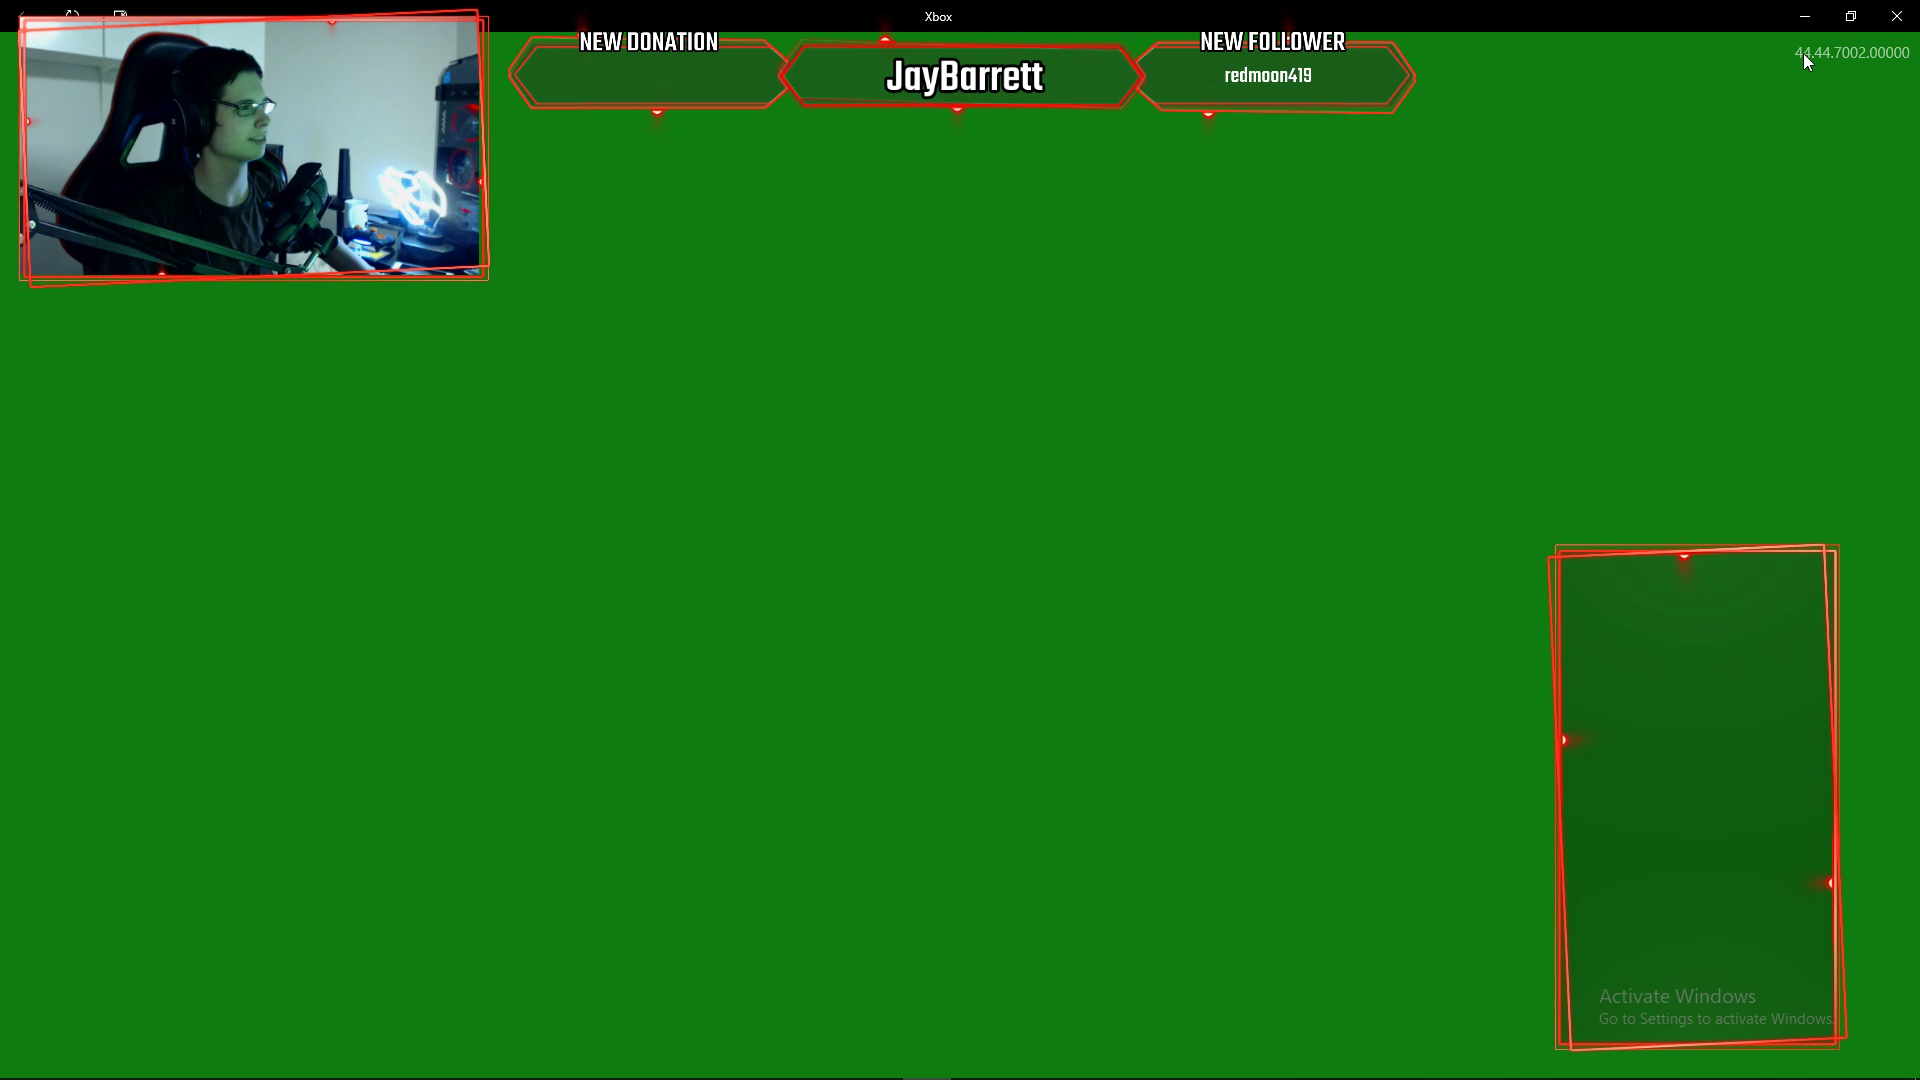 Xbox
NEW DONATION
JayBarrett
NEW FOLLOWER
redmoon419
44.44.7002.00000
Activate Windows
Go to Settings to activate Windows.